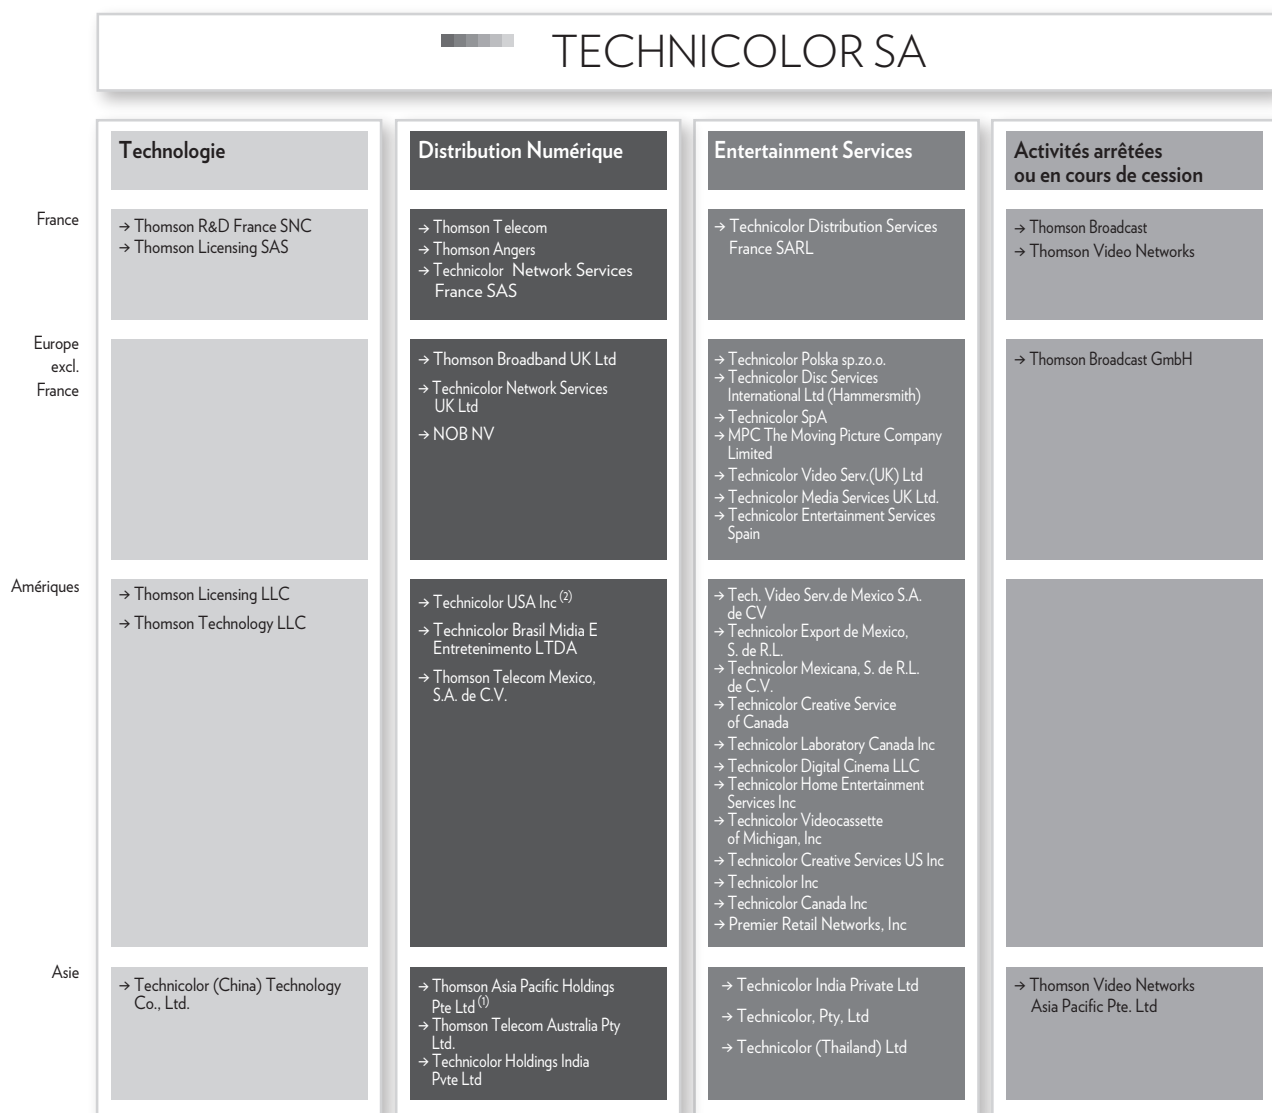 TECHNICOLOR SA
Technologie
Distribution Numérique
Entertainment Services
Activités arrêtées
ou en cours de cession
France
→ Thomson R&D France SNC
→ Thomson Licensing SAS
→ Thomson Telecom
→ Thomson Angers
→ Technicolor Network Services
France SAS
→ Technicolor Distribution Services
France SARL
→ Thomson Broadcast
→ Thomson Video Networks
Europe
excl.
France
→ Thomson Broadband UK Ltd
→ Technicolor Network Services
UK Ltd
→ NOB NV
→ Technicolor Polska sp.zo.o.
→ Technicolor Disc Services
International Ltd (Hammersmith)
→ Technicolor SpA
→ MPC The Moving Picture Company
Limited
→ Technicolor Video Serv.(UK) Ltd
→ Technicolor Media Services UK Ltd.
→ Technicolor Entertainment Services
Spain
→ Thomson Broadcast GmbH
Amériques
→ Thomson Licensing LLC
→ Thomson Technology LLC
→ Technicolor USA Inc (2)
→ Technicolor Brasil Midia E
Entretenimento LTDA
→ Thomson Telecom Mexico,
S.A. de C.V.
→ Tech. Video Serv.de Mexico S.A.
de CV
→ Technicolor Export de Mexico,
S. de R.L.
→ Technicolor Mexicana, S. de R.L.
de C.V.
→ Technicolor Creative Service
of Canada
→ Technicolor Laboratory Canada Inc
→ Technicolor Digital Cinema LLC
→ Technicolor Home Entertainment
Services Inc
→ Technicolor Videocassette
of Michigan, Inc
→ Technicolor Creative Services US Inc
→ Technicolor Inc
→ Technicolor Canada Inc
→ Premier Retail Networks, Inc
Asie
→ Technicolor (China) Technology
Co., Ltd.
→ Thomson Asia Pacific Holdings
Pte Ltd (1)
→ Thomson Telecom Australia Pty
Ltd.
→ Technicolor Holdings India
Pvte Ltd
→ Technicolor India Private Ltd
→ Technicolor, Pty, Ltd
→ Technicolor (Thailand) Ltd
→ Thomson Video Networks
Asia Pacific Pte. Ltd